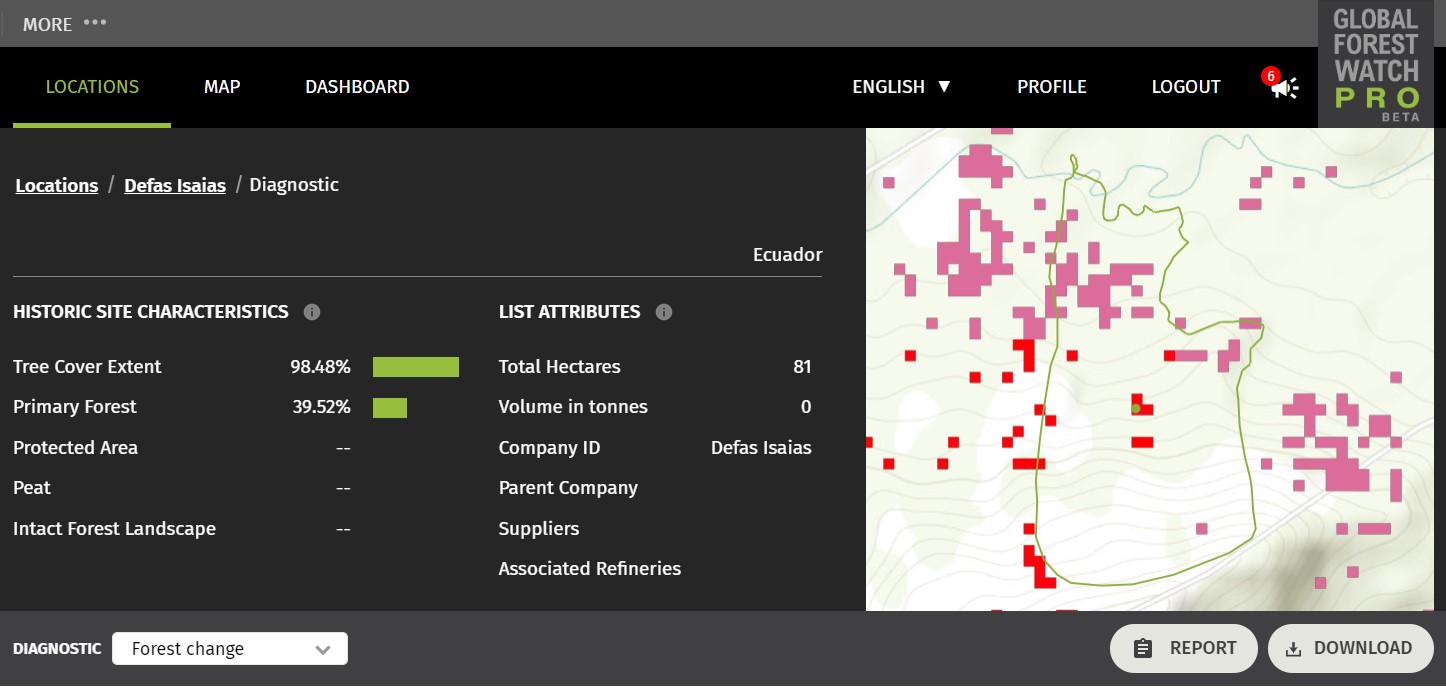 MORE •••
GLOBAL
FOREST
WATCH
PRO
BETA
LOCATIONS MAP DASHBOARD ENGLISH ▼ PROFILE LOGOUT 6
Locations / Defas Isaias / Diagnostic
Ecuador
HISTORIC SITE CHARACTERISTICS i LIST ATTRIBUTES i
Tree Cover Extent 98.48% Total Hectares 81
Primary Forest 39.52% Volume in tonnes 0
Protected Area -- Company ID Defas Isaias
Peat -- Parent Company
Intact Forest Landscape -- Suppliers
Associated Refineries
DIAGNOSTIC Forest change REPORT DOWNLOAD